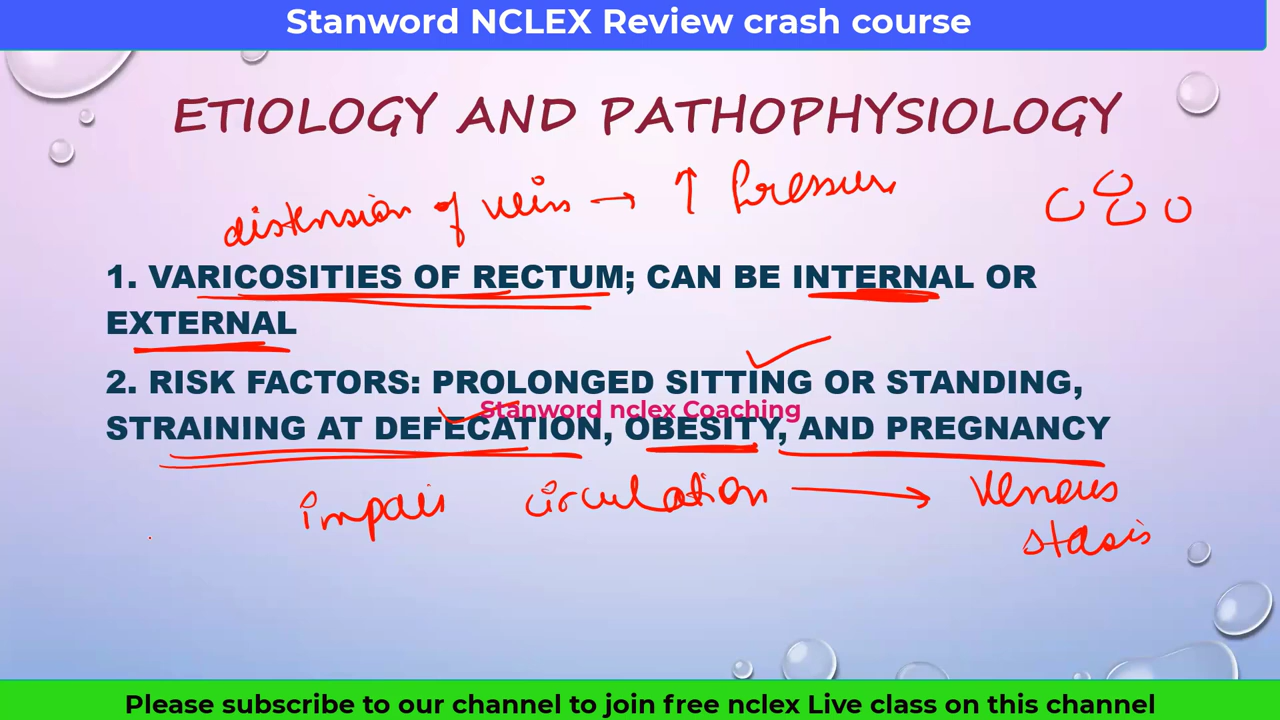 Stanword NCLEX Review crash course
ETIOLOGY AND PATHOPHYSIOLOGY
distension of vein → ↑ Pressure
1. VARICOSITIES OF RECTUM; CAN BE INTERNAL OR
EXTERNAL
2. RISK FACTORS: PROLONGED SITTING OR STANDING,
Stanword nclex Coaching
STRAINING AT DEFECATION, OBESITY, AND PREGNANCY
impair circulation → Venous
stasis
Please subscribe to our channel to join free nclex Live class on this channel